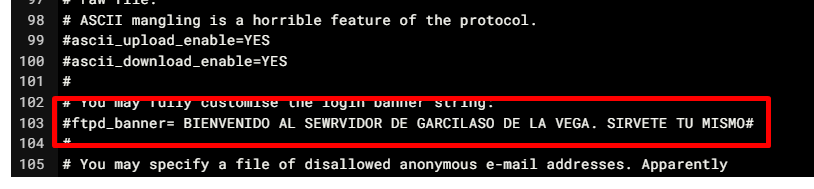 97 # raw file.
98 # ASCII mangling is a horrible feature of the protocol.
99 #ascii_upload_enable=YES
100 #ascii_download_enable=YES
101 #
102 # You may fully customise the login banner string:
103 #ftpd_banner= BIENVENIDO AL SEWRVIDOR DE GARCILASO DE LA VEGA. SIRVETE TU MISMO#
104 #
105 # You may specify a file of disallowed anonymous e-mail addresses. Apparently